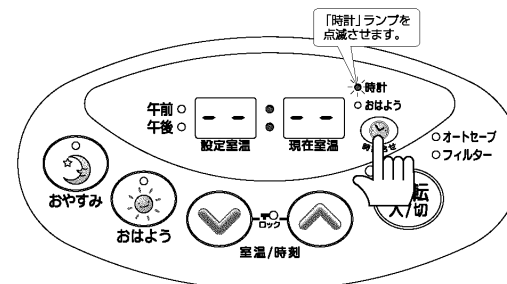 「時計」ランプを
点滅させます。
時計
おはよう
午前
午後
-- : --
設定室温
現在室温
オートセーブ
フィルター
おやすみ
おはよう
ロック
室温/時刻
転
入/切